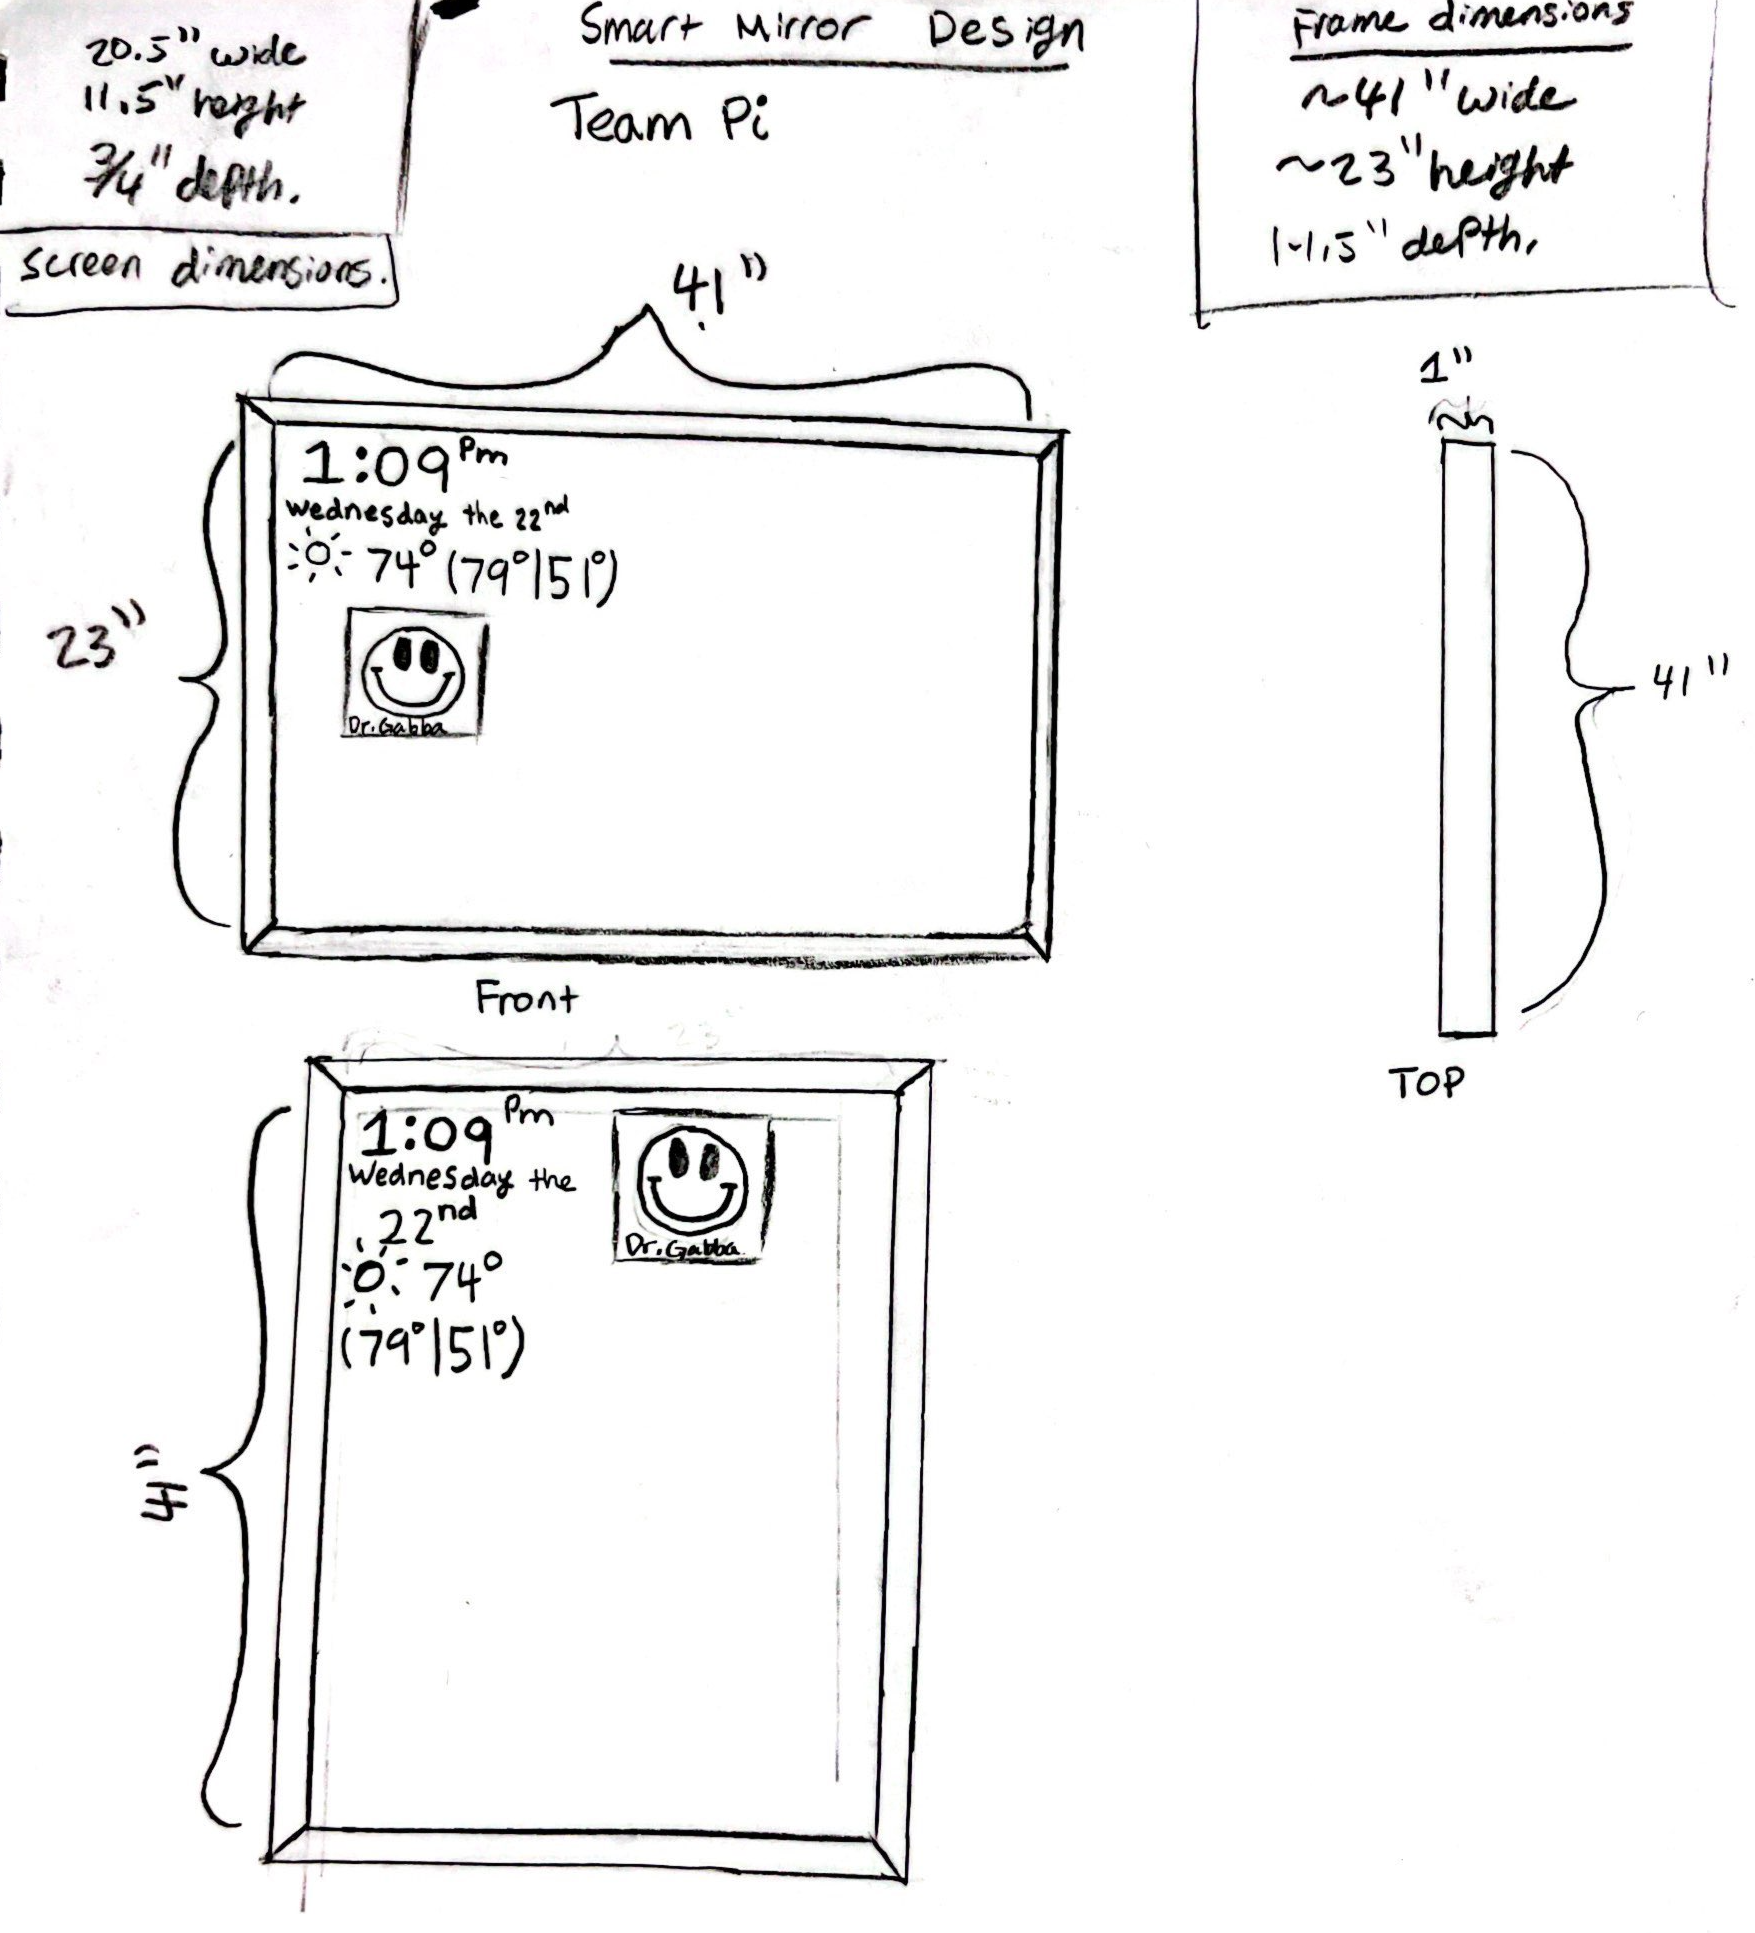 20.5" wide
11.5" height
3/4" depth.
screen dimensions.
Smart Mirror Design
Team Pi
Frame dimensions
~41" wide
~23" height
1-1.5" depth.
41"
23"
1:09 Pm
Wednesday the 22nd
74° (79°|51°)
Dr. Gabba
Front
1"
41"
TOP
23
41"
1:09 Pm
Wednesday the
22nd
74°
(79°|51°)
Dr. Gabba